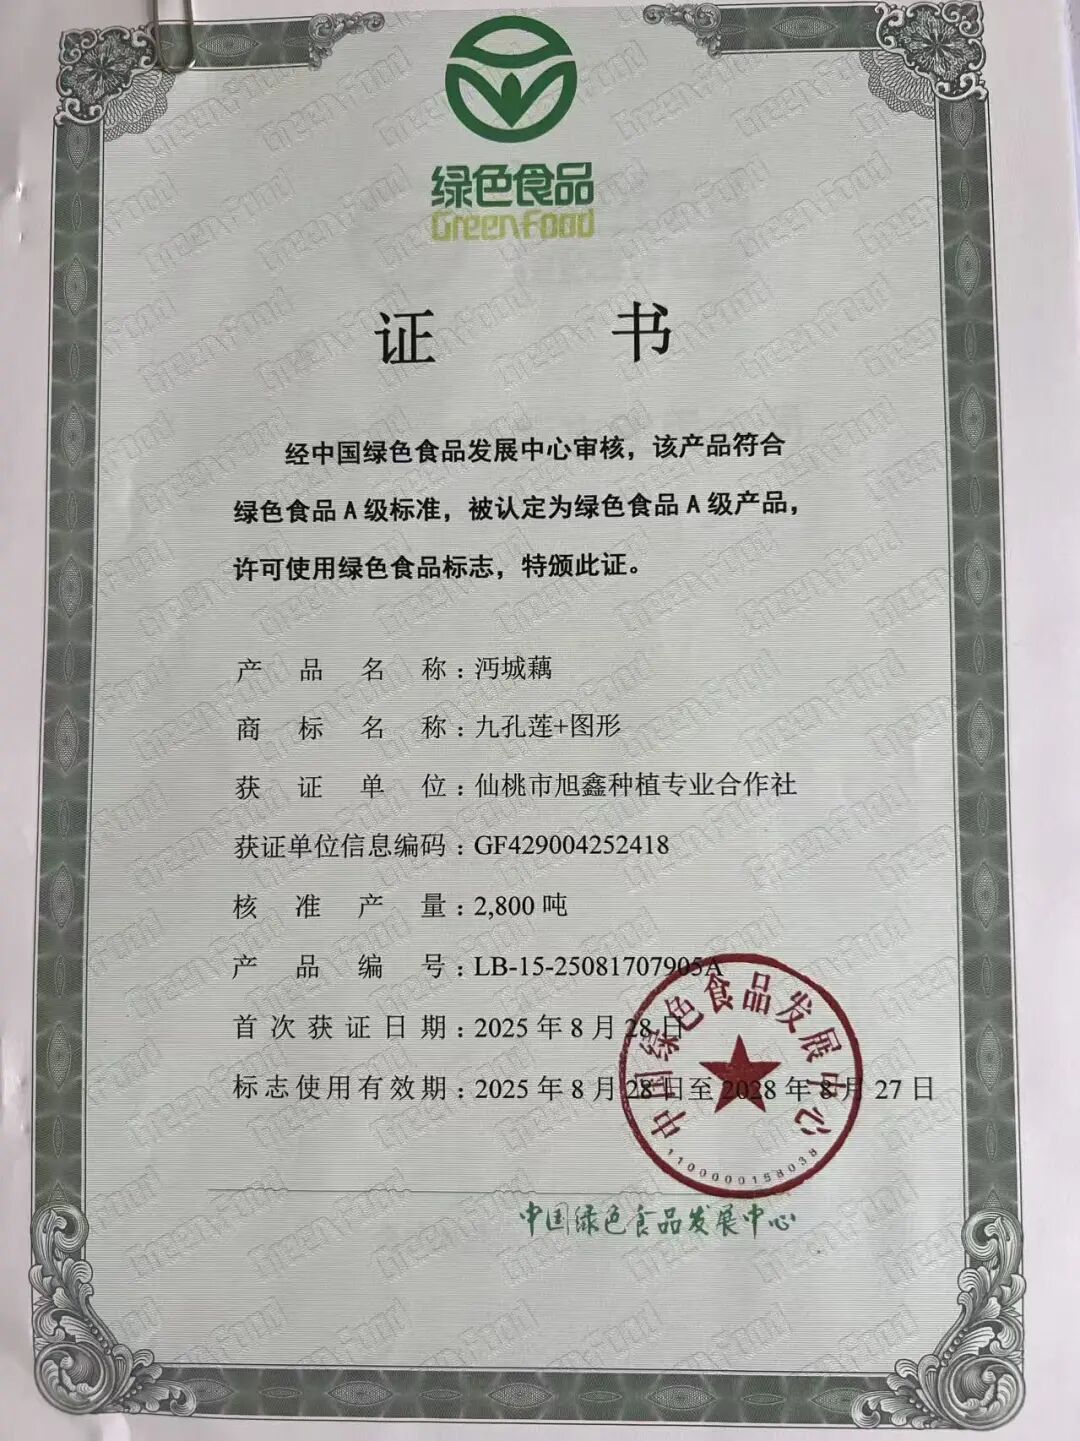 绿色食品
GreenFood
证 书
经中国绿色食品发展中心审核，该产品符合
绿色食品 A 级标准，被认定为绿色食品 A 级产品，
许可使用绿色食品标志，特颁此证。
产品名称：沔城藕
商标名称：九孔莲+图形
获证单位：仙桃市旭鑫种植专业合作社
获证单位信息编码：GF429004252418
核准产量：2,800 吨
产品编号：LB-15-25081707905A
首次获证日期：2025 年 8 月 28 日
标志使用有效期：2025 年 8 月 28 日至 2028 年 8 月 27 日
中国绿色食品发展中心
1100000158038
中国绿色食品发展中心